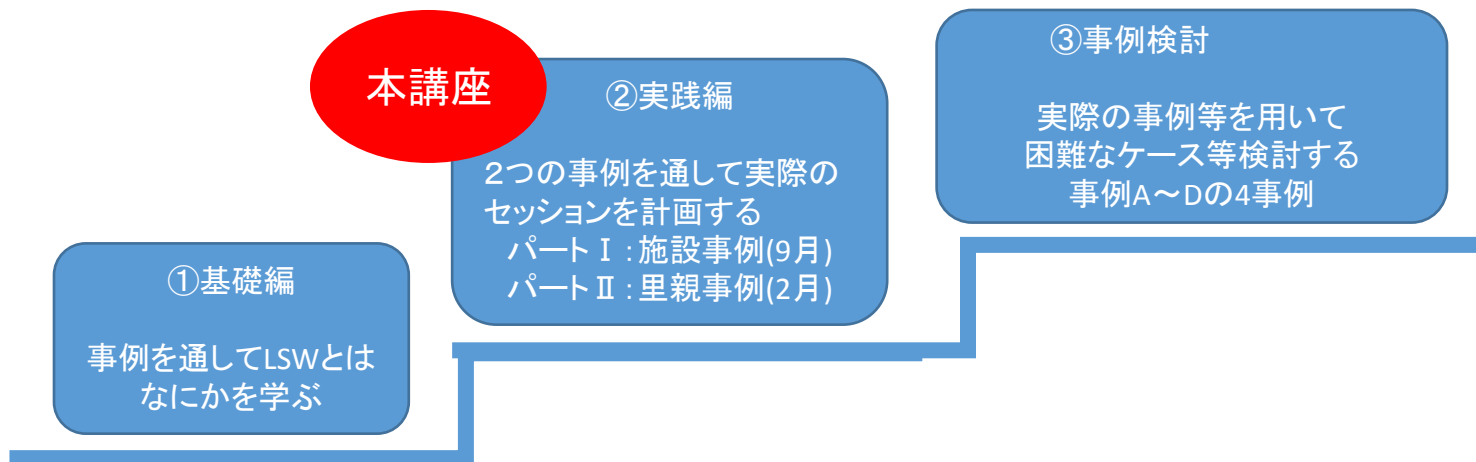 ①基礎編
事例を通してLSWとは
なにかを学ぶ
本講座
②実践編
２つの事例を通して実際の
セッションを計画する
パートⅠ：施設事例(9月)
パートⅡ：里親事例(2月)
③事例検討
実際の事例等を用いて
困難なケース等検討する
事例A～Dの4事例